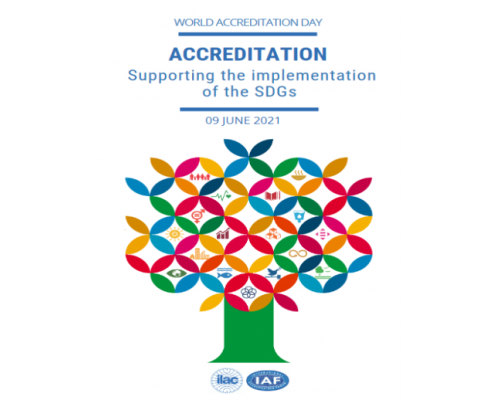 WORLD ACCREDITATION DAY
ACCREDITATION
Supporting the implementation
of the SDGs
09 JUNE 2021
ilac
IAF